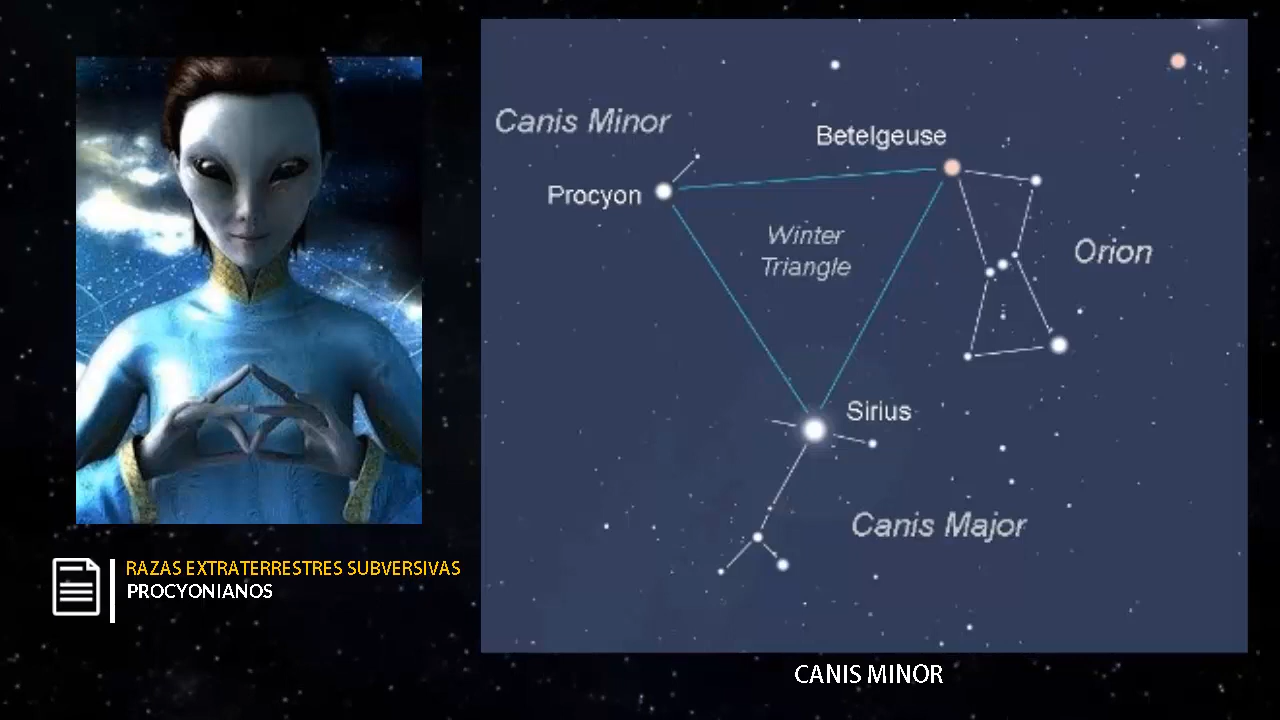 Canis Minor
Betelgeuse
Procyon
Winter
Triangle
Orion
Sirius
Canis Major
RAZAS EXTRATERRESTRES SUBVERSIVAS
PROCYONIANOS
CANIS MINOR